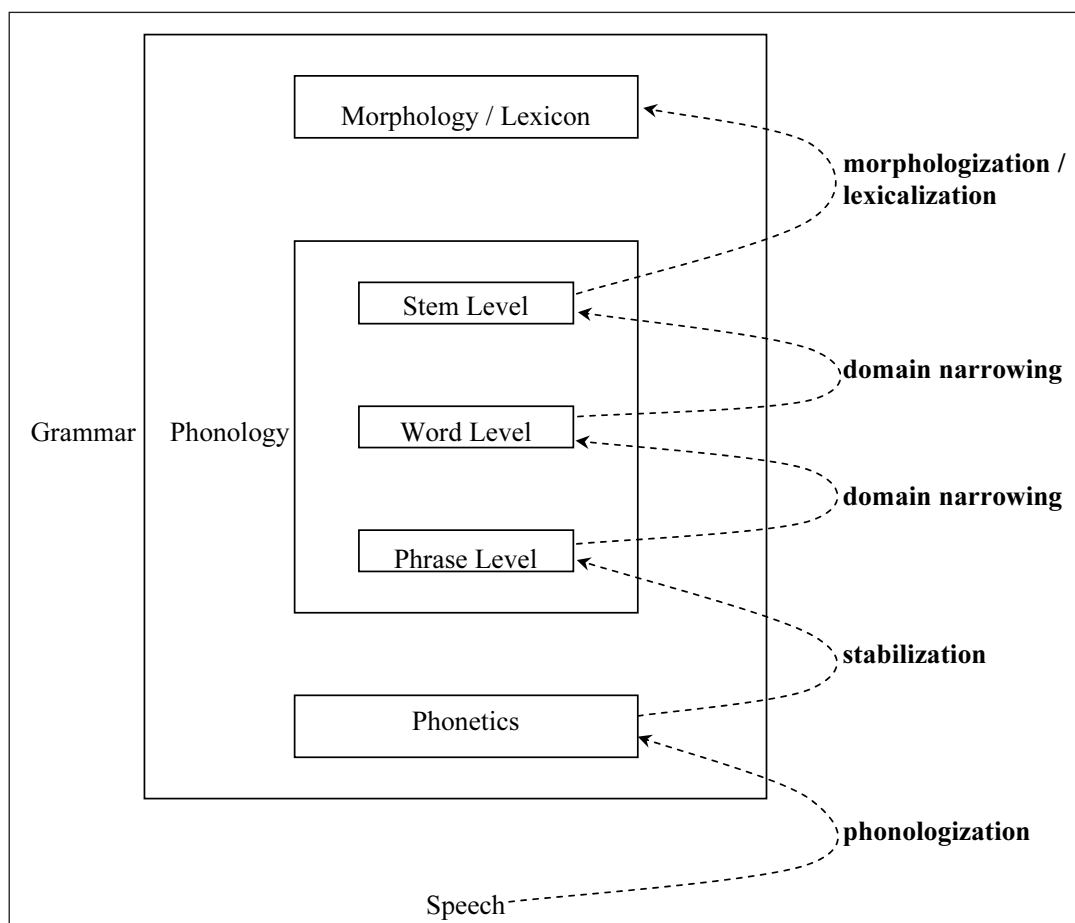 Morphology / Lexicon
morphologization /
lexicalization
Stem Level
domain narrowing
Grammar
Phonology
Word Level
domain narrowing
Phrase Level
stabilization
Phonetics
phonologization
Speech